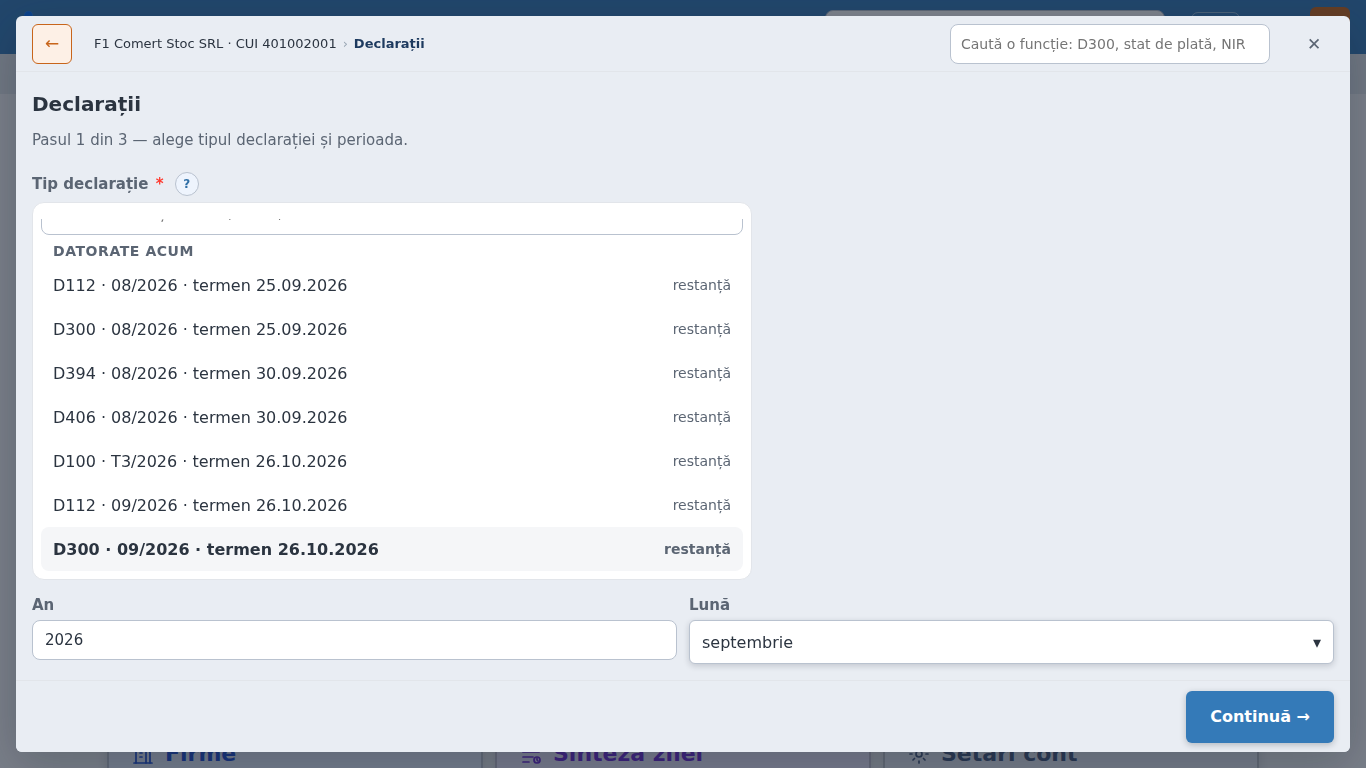 ← F1 Comert Stoc SRL · CUI 401002001 › Declarații Caută o funcție: D300, stat de plată, NIR ✕
Declarații
Pasul 1 din 3 — alege tipul declarației și perioada.
Tip declarație * ?
DATORATE ACUM
D112 · 08/2026 · termen 25.09.2026 restanță
D300 · 08/2026 · termen 25.09.2026 restanță
D394 · 08/2026 · termen 30.09.2026 restanță
D406 · 08/2026 · termen 30.09.2026 restanță
D100 · T3/2026 · termen 26.10.2026 restanță
D112 · 09/2026 · termen 26.10.2026 restanță
D300 · 09/2026 · termen 26.10.2026 restanță
An Lună
2026 septembrie ▾
Continuă →
Firme Sinteza zilei Setări cont